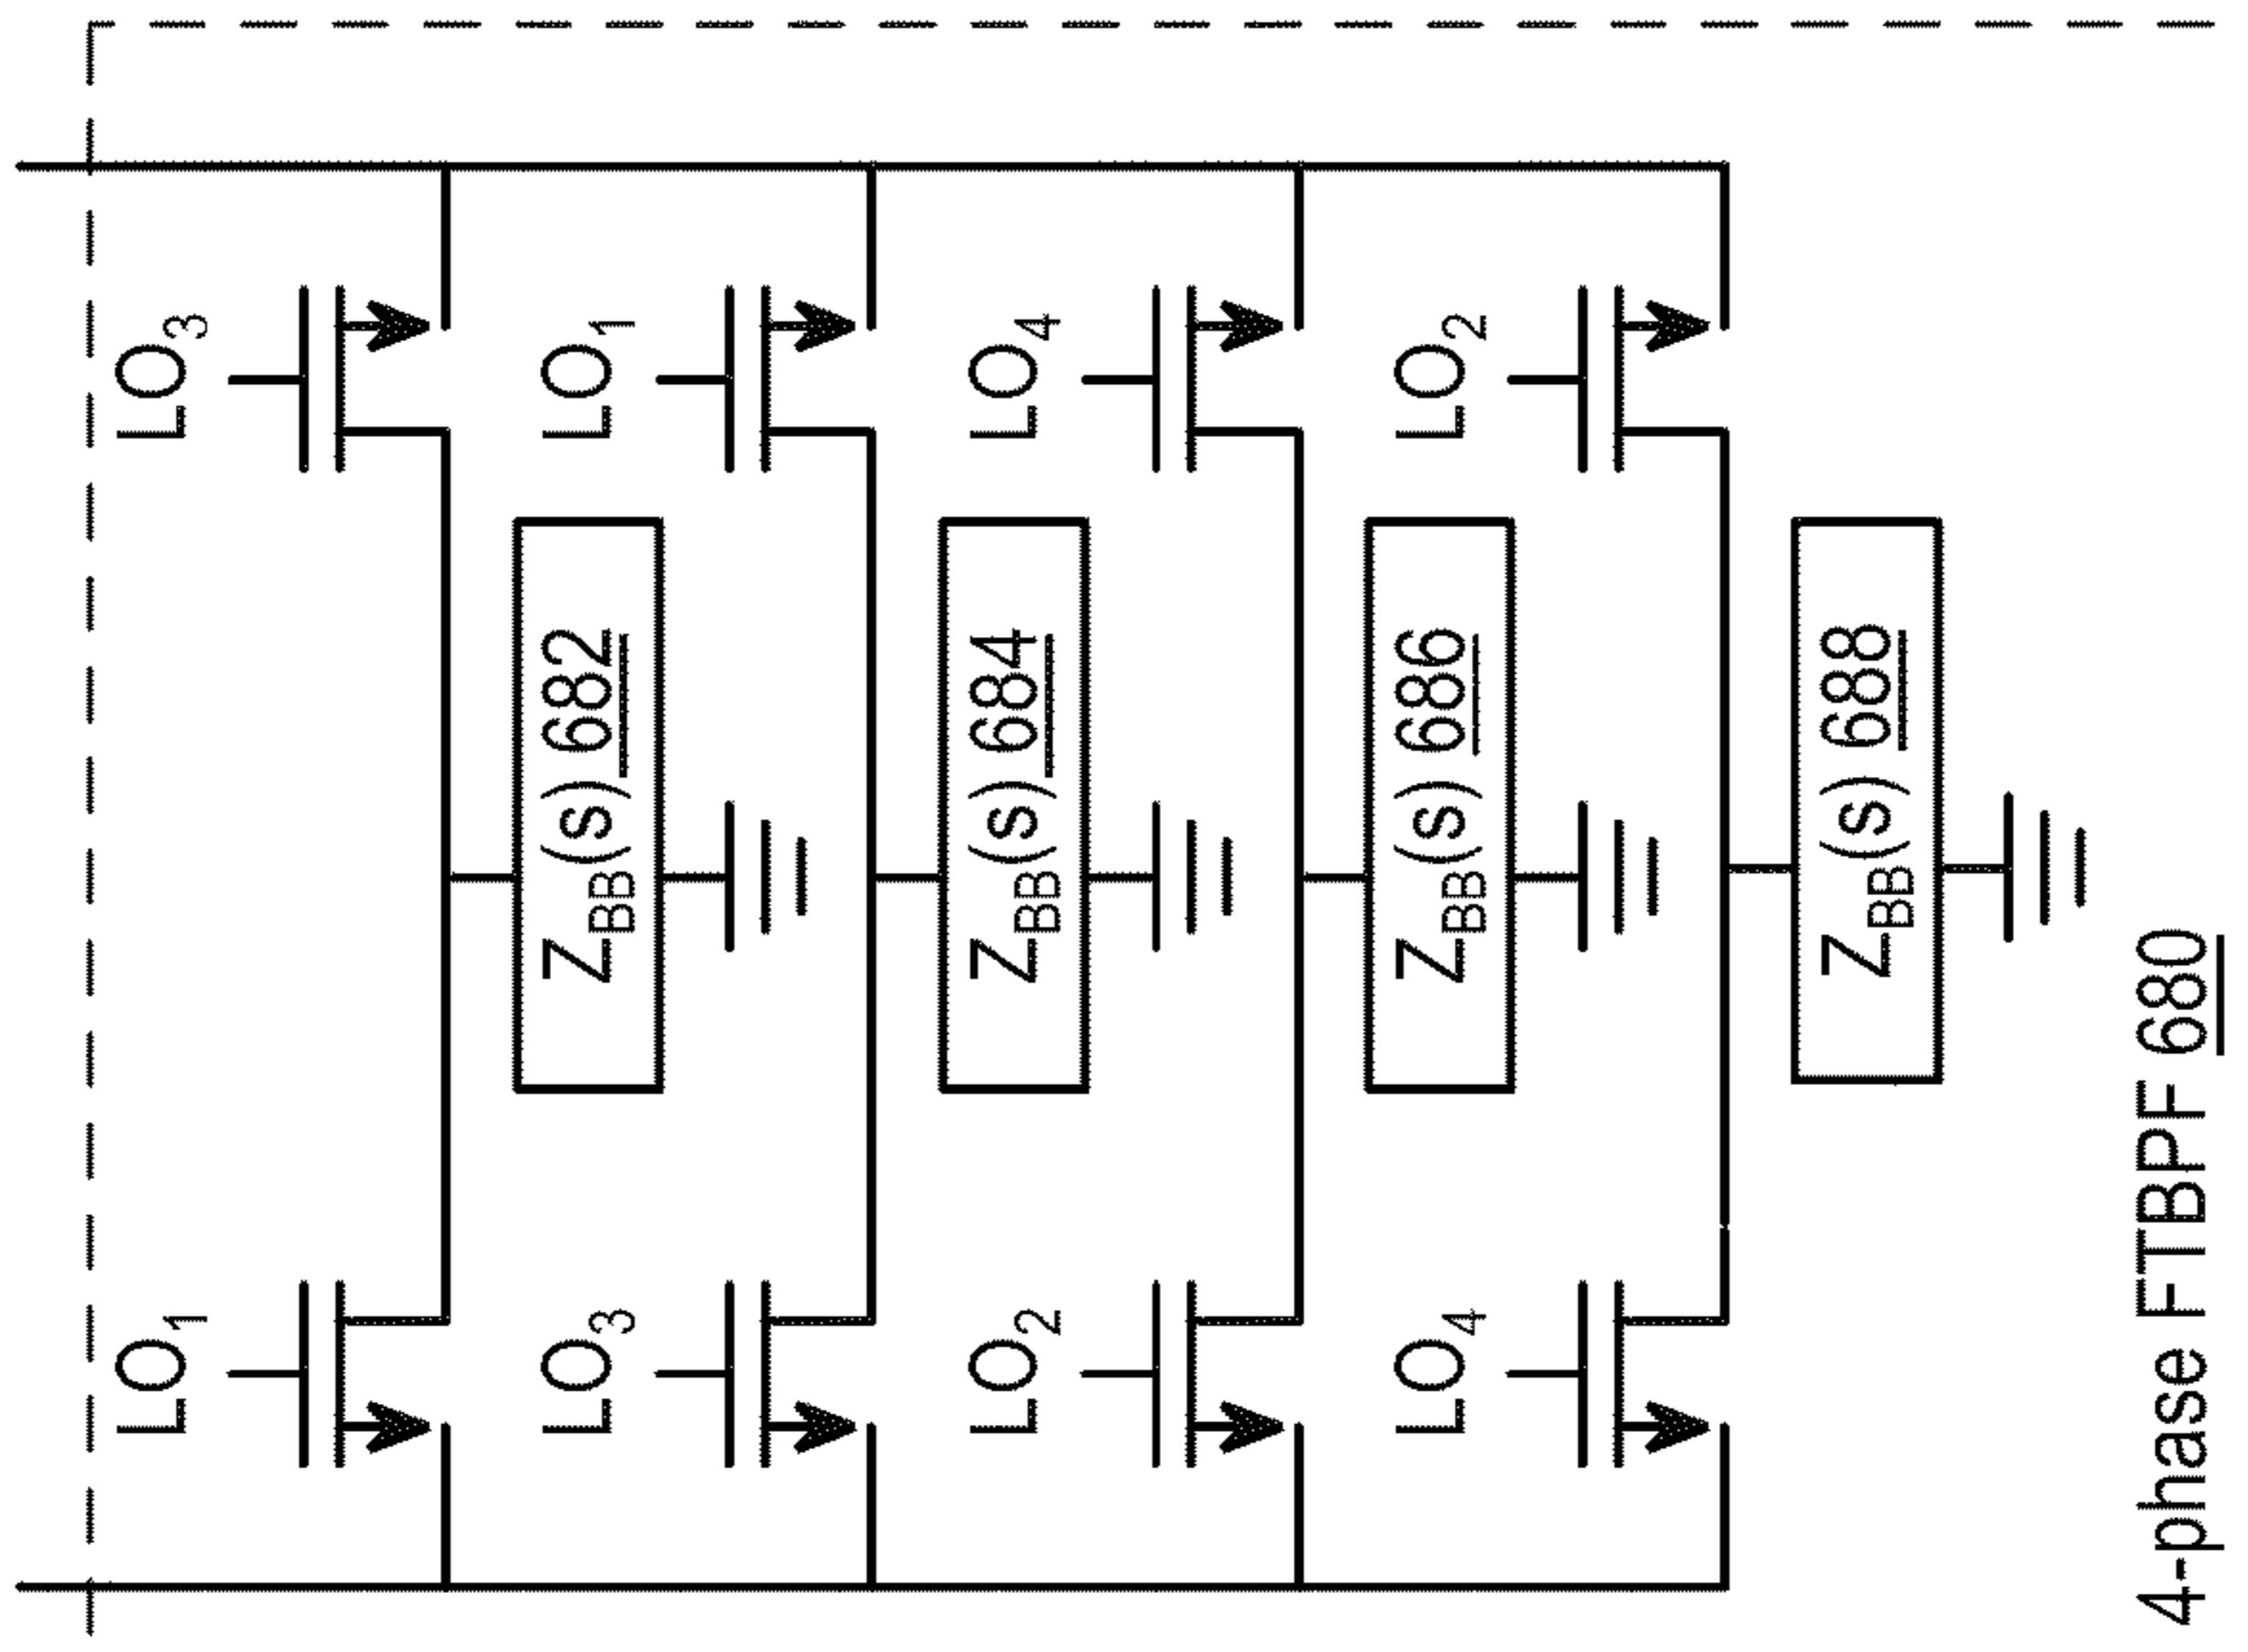 LO1
LO3
LO3
ZBB(s) 682
LO1
LO2
ZBB(s) 684
LO4
LO4
ZBB(s) 686
LO2
ZBB(s) 688
4-phase FTBPF 680